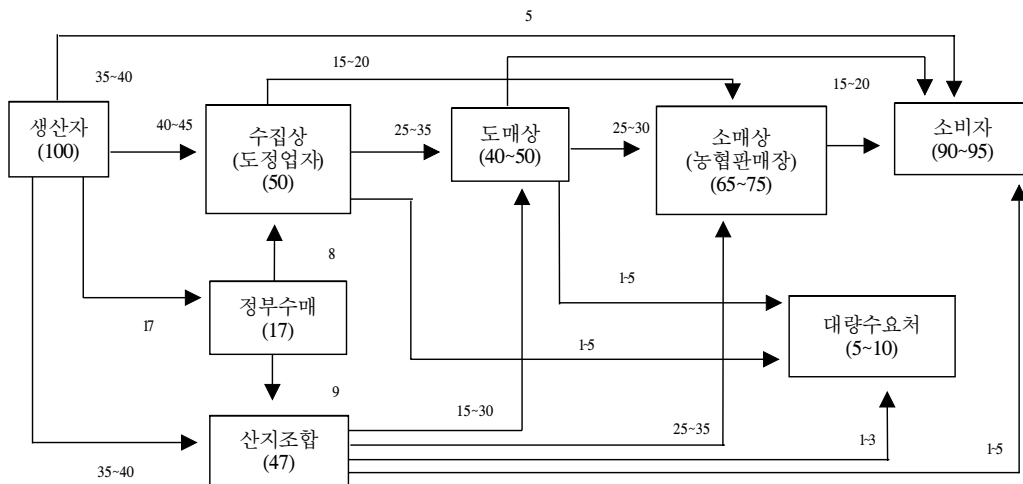 5
35~40
15~20
15~20
생산자
(100)
40~45
수집상
(도정업자)
(50)
25~35
도매상
(40~50)
25~30
소매상
(농협판매장)
(65~75)
소비자
(90~95)
8
1~5
17
정부수매
(17)
대량수요처
(5~10)
1~5
9
15~30
25~35
1~3
1~5
산지조합
(47)
35~40